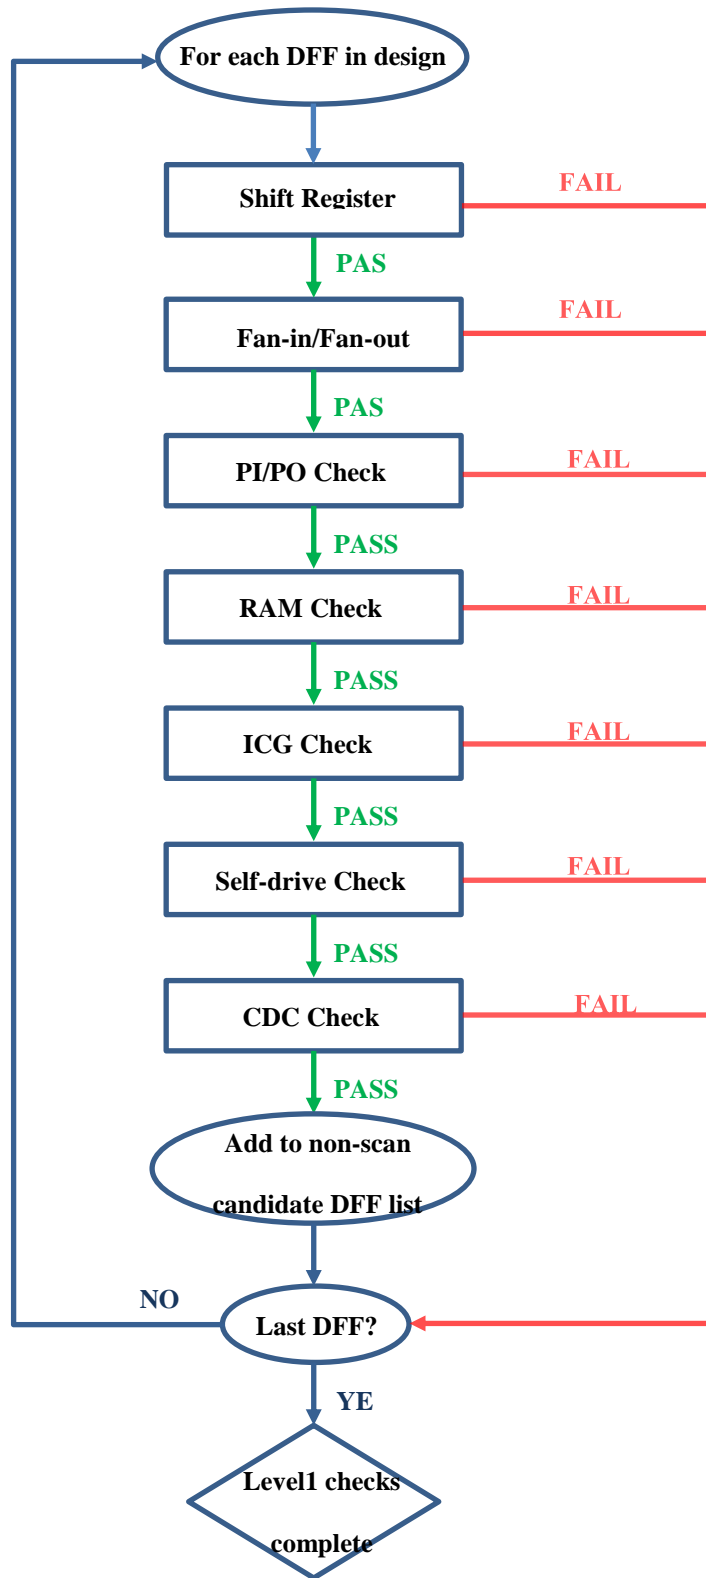 For each DFF in design
Shift Register
FAIL
PAS
Fan-in/Fan-out
FAIL
PAS
PI/PO Check
FAIL
PASS
RAM Check
FAIL
PASS
ICG Check
FAIL
PASS
Self-drive Check
FAIL
PASS
CDC Check
FAIL
PASS
Add to non-scan
candidate DFF list
NO
Last DFF?
YE
Level1 checks
complete